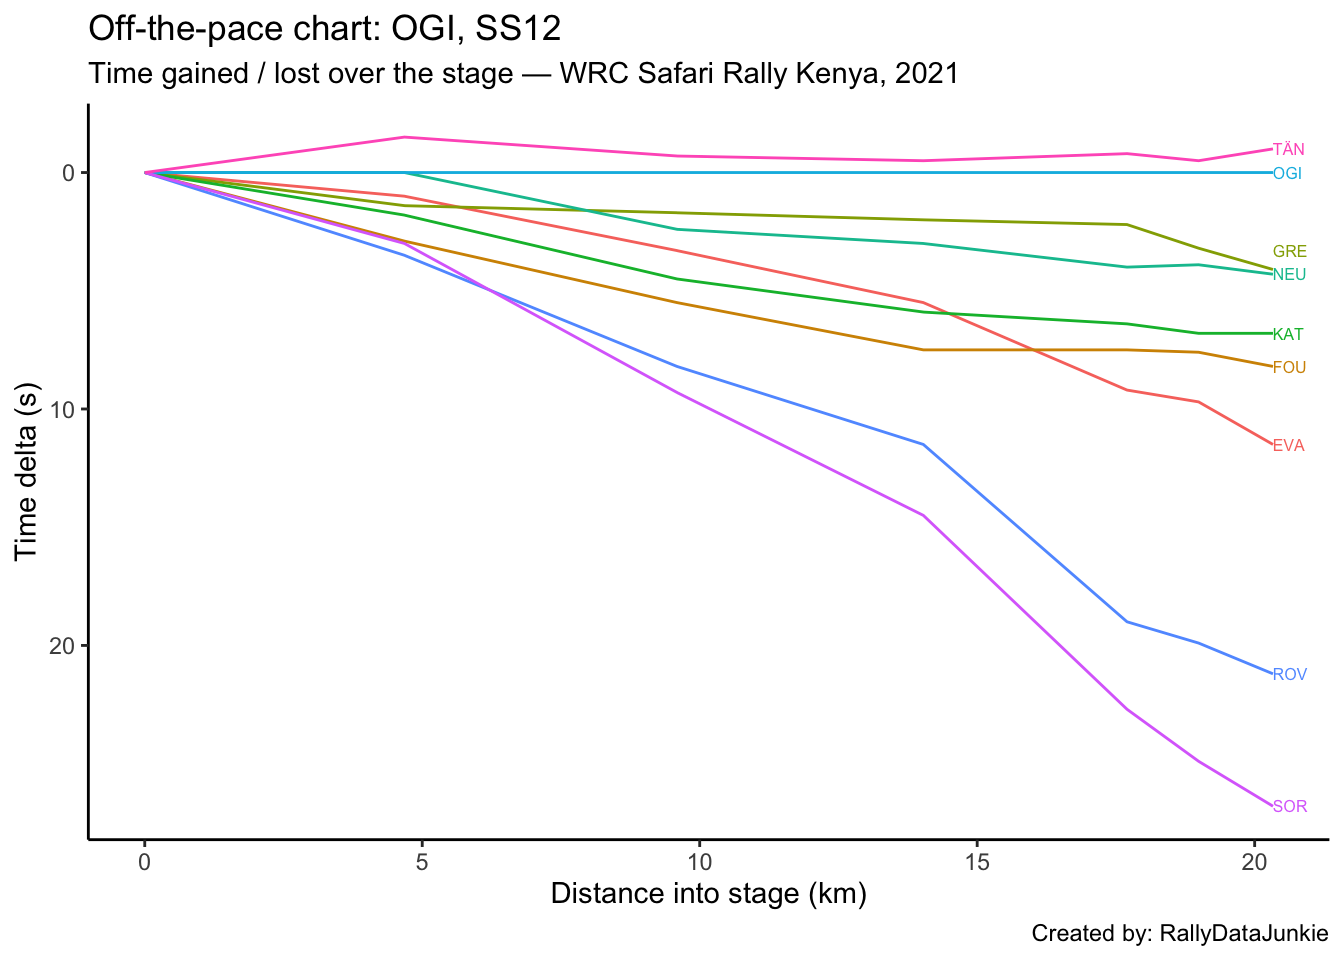 Off-the-pace chart: OGI, SS12
Time gained / lost over the stage — WRC Safari Rally Kenya, 2021
TÄN
0
OGI
GRE
NEU
KAT
FOU
Time delta (s)
10
EVA
20
ROV
SOR
0 5 10 15 20
Distance into stage (km)
Created by: RallyDataJunkie